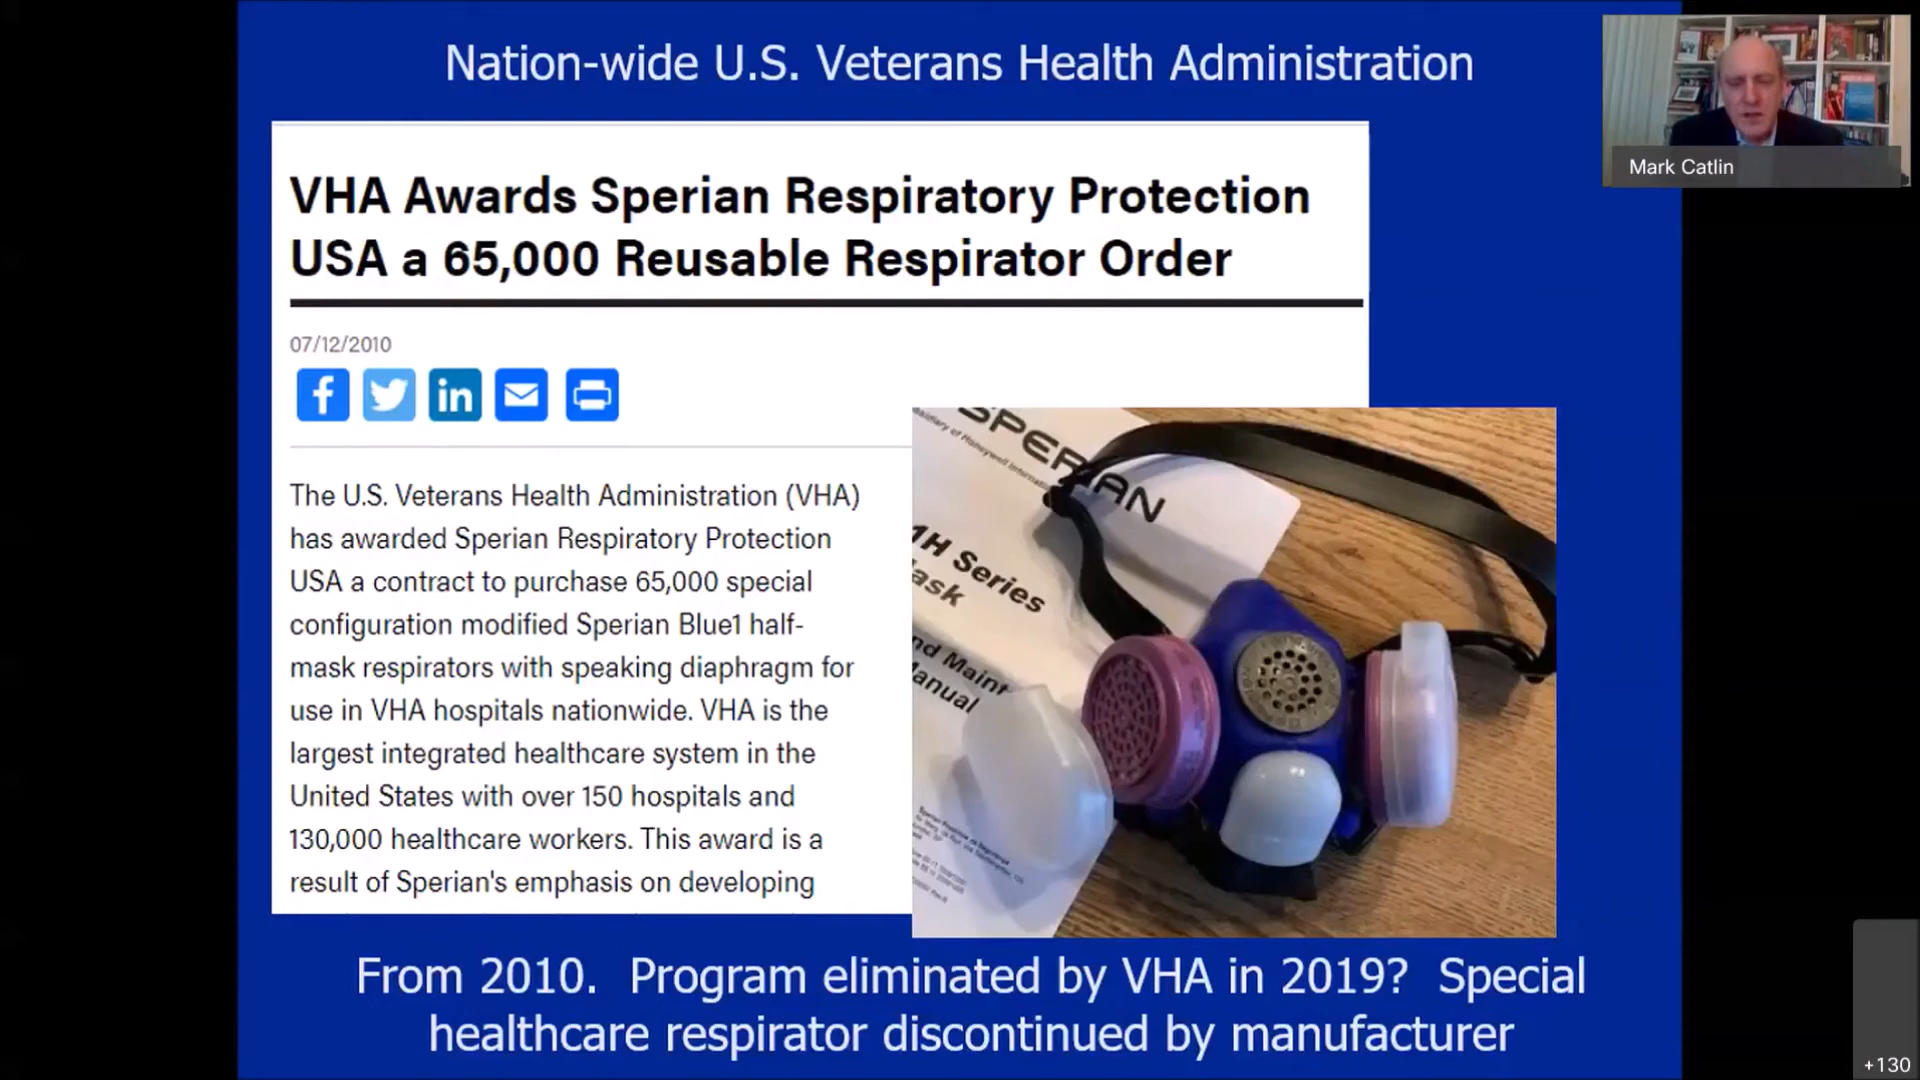 Nation-wide U.S. Veterans Health Administration
Mark Catlin
VHA Awards Sperian Respiratory Protection
USA a 65,000 Reusable Respirator Order
07/12/2010
The U.S. Veterans Health Administration (VHA)
has awarded Sperian Respiratory Protection
USA a contract to purchase 65,000 special
configuration modified Sperian Blue1 half-
mask respirators with speaking diaphragm for
use in VHA hospitals nationwide. VHA is the
largest integrated healthcare system in the
United States with over 150 hospitals and
130,000 healthcare workers. This award is a
result of Sperian's emphasis on developing
SPERIAN
of Honeywell
Series
Manual
From 2010. Program eliminated by VHA in 2019? Special
healthcare respirator discontinued by manufacturer
+130